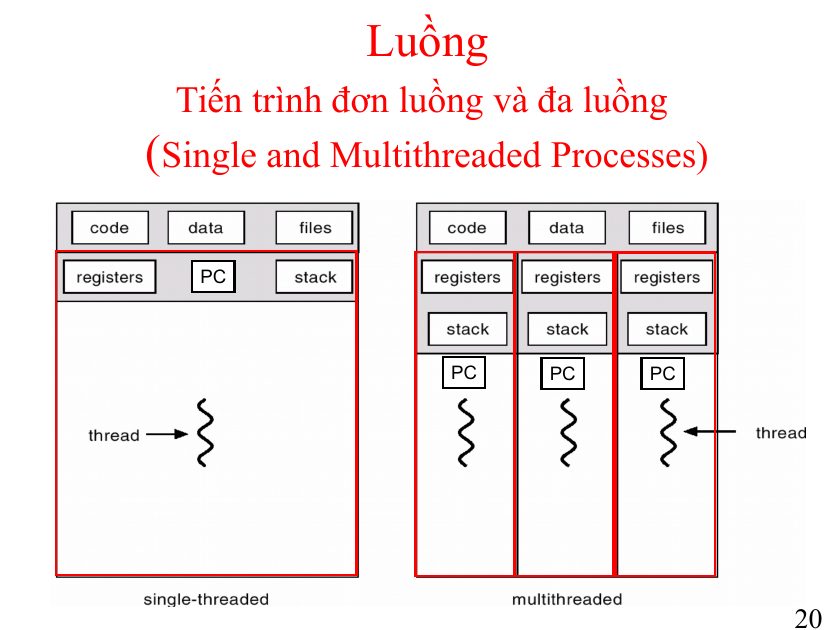 Luồng
Tiến trình đơn luồng và đa luồng
(Single and Multithreaded Processes)
code data files
registers PC stack
thread
single-threaded
code data files
registers registers registers
stack stack stack
PC PC PC
thread
multithreaded
20